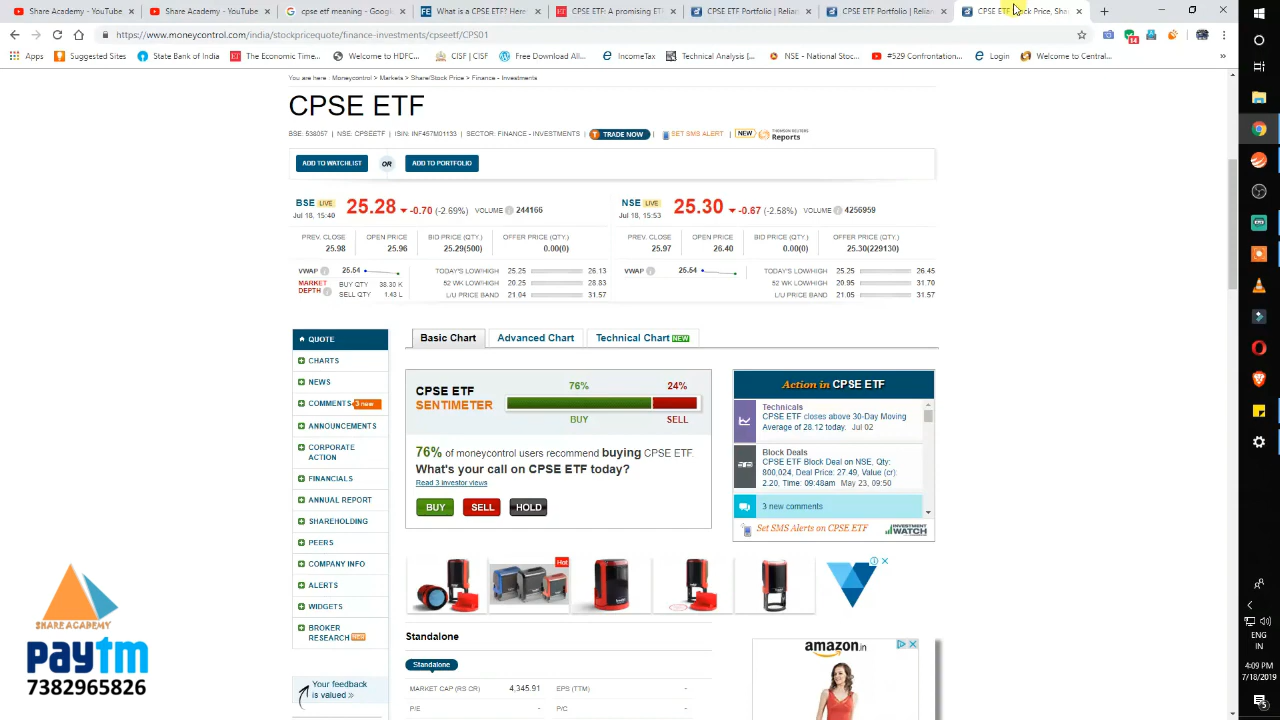 Share Academy - YouTube
Share Academy - YouTube
cpse etf meaning - Google
What is CPSE ETF? Here
CPSE ETF: A promising ET
CPSE ETF Portfolio | Relian
CPSE ETF Portfolio | Relian
CPSE ETF
https://www.moneycontrol.com/india/stockpricequote/finance-investments/cpseetf/CPS01
Apps
Suggested Sites
State Bank of India
The Economic Times...
Welcome to HDFC...
CISF | CISF
Free Download All...
IncomeTax
Technical Analysis |...
NSE - National Stoc...
#529 Confrontation...
Login
Welcome to Central...
You are here : Moneycontrol > Markets > Share/Stock Price > Finance - Investments
CPSE ETF
BSE: 538057 | NSE: CPSEETF | ISIN: INF457M01133 | SECTOR: FINANCE - INVESTMENTS | TRADE NOW | SET SMS ALERT | NEW THOMSON REUTERS Reports
ADD TO WATCHLIST OR ADD TO PORTFOLIO
BSE LIVE
Jul 18, 15:40
25.28 -0.70 (-2.69%) VOLUME 244166
NSE LIVE
Jul 18, 15:53
25.30 -0.67 (-2.58%) VOLUME 4256959
PREV. CLOSE OPEN PRICE BID PRICE (QTY.) OFFER PRICE (QTY.)
25.98 25.96 25.29(500) 0.00(0)
PREV. CLOSE OPEN PRICE BID PRICE (QTY.) OFFER PRICE (QTY.)
25.97 26.40 0.00(0) 25.30(229130)
VWAP 25.54
MARKET DEPTH BUY QTY 38.30 K
SELL QTY 1.43 L
TODAY'S LOW/HIGH 25.25 26.13
52 WK LOW/HIGH 20.25 28.83
L/U PRICE BAND 21.04 31.57
VWAP 25.54
TODAY'S LOW/HIGH 25.25 26.45
52 WK LOW/HIGH 20.95 31.70
L/U PRICE BAND 21.05 31.57
QUOTE
CHARTS
NEWS
COMMENTS 3 new
ANNOUNCEMENTS
CORPORATE
ACTION
FINANCIALS
ANNUAL REPORT
SHAREHOLDING
PEERS
COMPANY INFO
ALERTS
WIDGETS
BROKER
RESEARCH NEW
Your feedback
is valued »
Basic Chart Advanced Chart Technical Chart NEW
CPSE ETF
SENTIMETER
76% 24%
BUY SELL
76% of moneycontrol users recommend buying CPSE ETF.
What's your call on CPSE ETF today?
Read 3 investor views
BUY SELL HOLD
Action in CPSE ETF
Technicals
CPSE ETF closes above 30-Day Moving
Average of 28.12 today. Jul 02
Block Deals
CPSE ETF Block Deal on NSE, Qty:
800,024, Deal Price: 27.49, Value (cr):
2.20, Time: 09:48am May 23, 09:50
3 new comments
Set SMS Alerts on CPSE ETF INVESTMENT WATCH
Hot
Standalone
Standalone
MARKET CAP (RS CR) 4,345.91 EPS (TTM) -
P/E - P/C -
amazon.in
SHARE ACADEMY
paytm
7382965826
ENG
IN
4:09 PM
7/18/2019